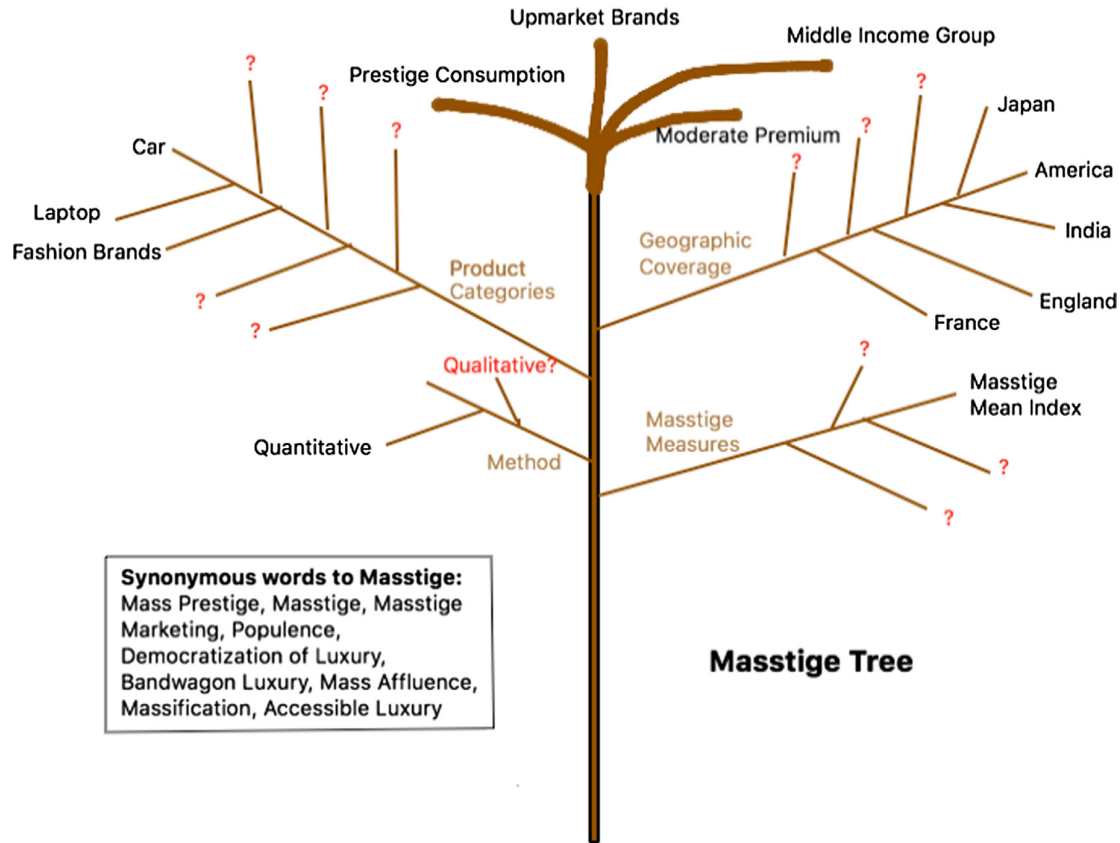 Upmarket Brands
Middle Income Group
Prestige Consumption
Moderate Premium
?
?
?
?
?
?
Japan
Car
America
Laptop
India
Fashion Brands
Geographic
Coverage
Product
Categories
?
?
England
France
Qualitative?
?
Masstige
Mean Index
Masstige
Measures
Quantitative
Method
?
?
Synonymous words to Masstige:
Mass Prestige, Masstige, Masstige
Marketing, Populence,
Democratization of Luxury,
Bandwagon Luxury, Mass Affluence,
Massification, Accessible Luxury
Masstige Tree